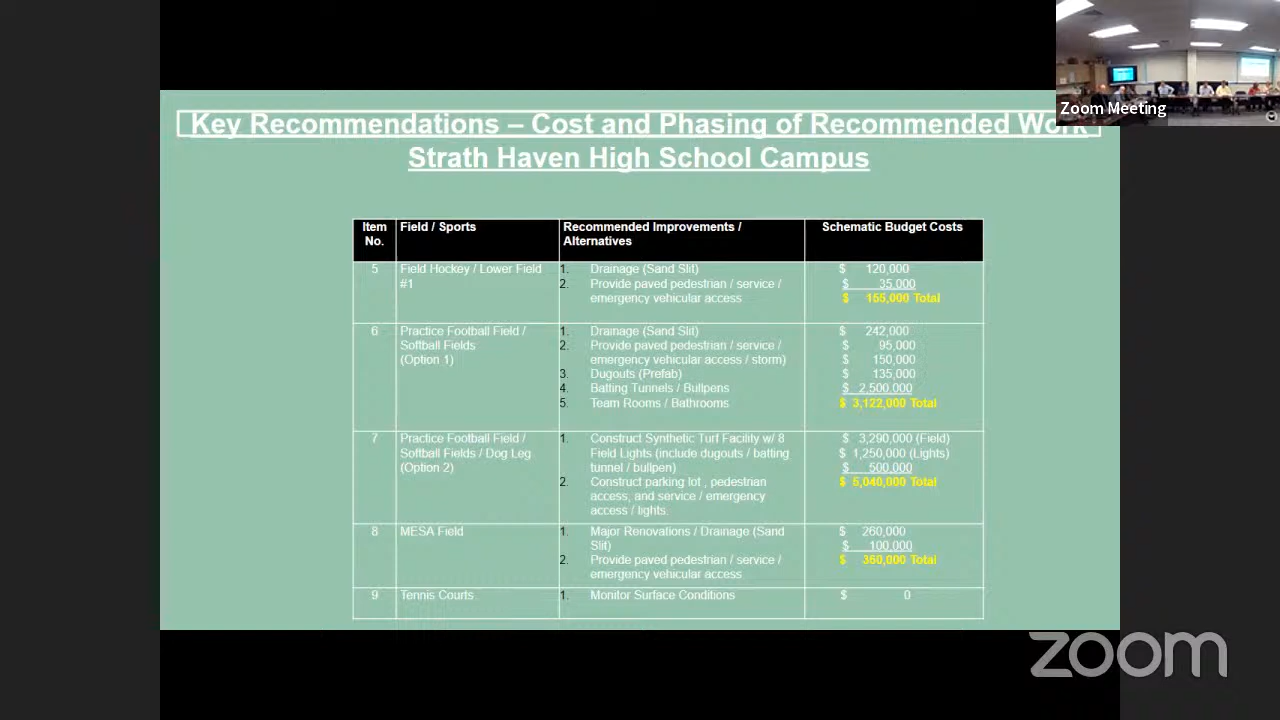 Zoom Meeting
Key Recommendations – Cost and Phasing of Recommended Work
Strath Haven High School Campus
Item No. Field / Sports Recommended Improvements / Alternatives Schematic Budget Costs
5 Field Hockey / Lower Field #1
1. Drainage (Sand Slit)
2. Provide paved pedestrian / service / emergency vehicular access
$ 120,000
$ 35,000
$ 155,000 Total
6 Practice Football Field / Softball Fields (Option 1)
1. Drainage (Sand Slit)
2. Provide paved pedestrian / service / emergency vehicular access / storm)
3. Dugouts (Prefab)
4. Batting Tunnels / Bullpens
5. Team Rooms / Bathrooms
$ 242,000
$ 95,000
$ 150,000
$ 135,000
$ 2,500,000
$ 3,122,000 Total
7 Practice Football Field / Softball Fields / Dog Leg (Option 2)
1. Construct Synthetic Turf Facility w/ 8 Field Lights (include dugouts / batting tunnel / bullpen)
2. Construct parking lot , pedestrian access, and service / emergency access / lights.
$ 3,290,000 (Field)
$ 1,250,000 (Lights)
$ 500,000
$ 5,040,000 Total
8 MESA Field
1. Major Renovations / Drainage (Sand Slit)
2. Provide paved pedestrian / service / emergency vehicular access
$ 260,000
$ 100,000
$ 360,000 Total
9 Tennis Courts
1. Monitor Surface Conditions
$ 0
zoom